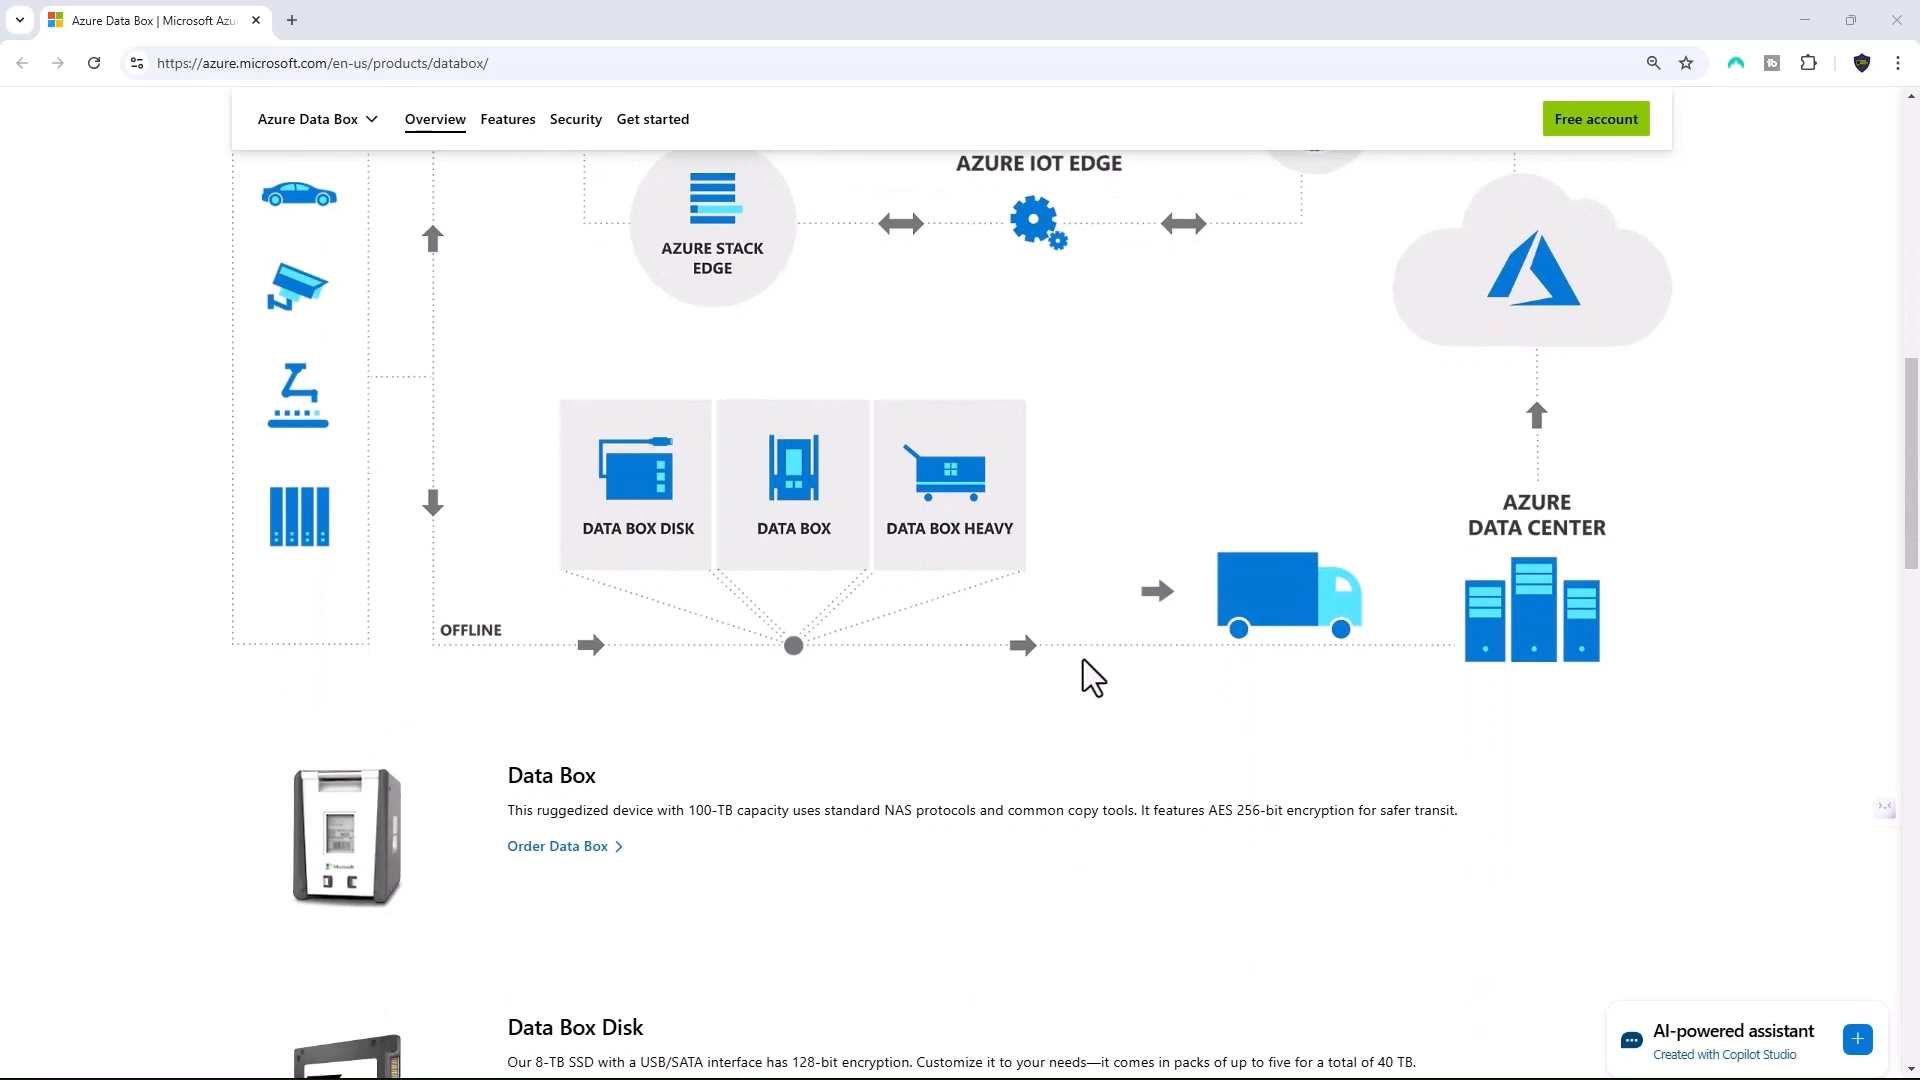 Azure Data Box | Microsoft Azu
https://azure.microsoft.com/en-us/products/databox/
Azure Data Box
Overview
Features
Security
Get started
Free account
AZURE IOT EDGE
AZURE STACK
EDGE
DATA BOX DISK
DATA BOX
DATA BOX HEAVY
AZURE
DATA CENTER
OFFLINE
Data Box
This ruggedized device with 100-TB capacity uses standard NAS protocols and common copy tools. It features AES 256-bit encryption for safer transit.
Order Data Box
Data Box Disk
Our 8-TB SSD with a USB/SATA interface has 128-bit encryption. Customize it to your needs—it comes in packs of up to five for a total of 40 TB.
AI-powered assistant
Created with Copilot Studio